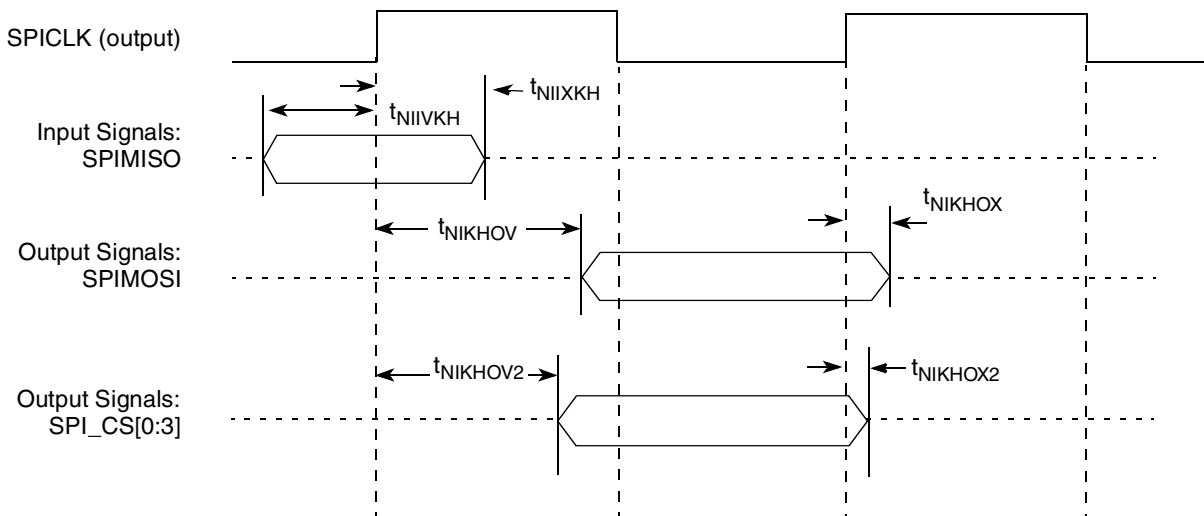 SPICLK (output)
tNIIXKH
tNIIVKH
Input Signals:
SPIMISO
tNIKHOX
tNIKHOV
Output Signals:
SPIMOSI
tNIKHOV2
tNIKHOX2
Output Signals:
SPI_CS[0:3]